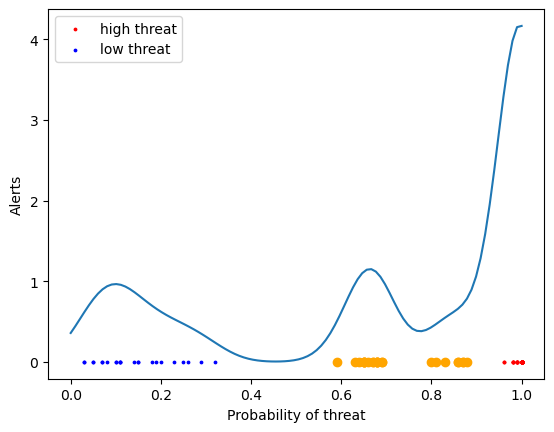 high threat
low threat
4
3
2
1
0
Alerts
0.0 0.2 0.4 0.6 0.8 1.0
Probability of threat